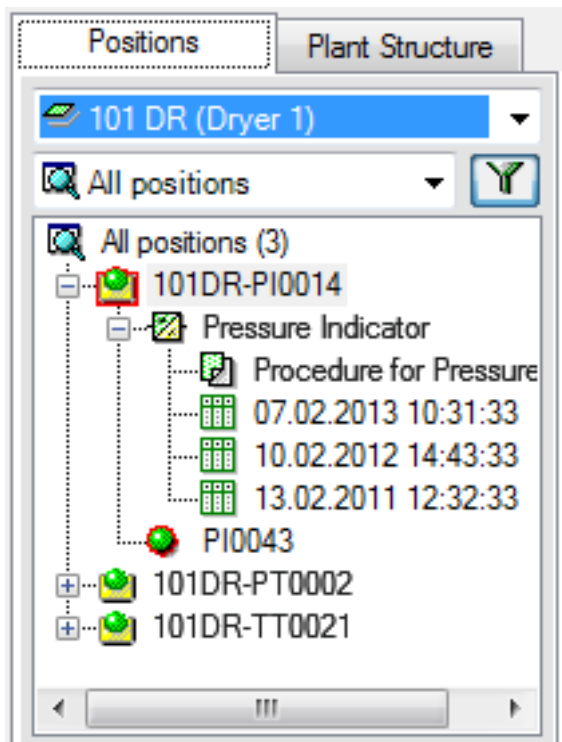 Positions Plant Structure
101 DR (Dryer 1)
All positions
All positions (3)
101DR-PI0014
Pressure Indicator
Procedure for Pressure
07.02.2013 10:31:33
10.02.2012 14:43:33
13.02.2011 12:32:33
PI0043
101DR-PT0002
101DR-TT0021